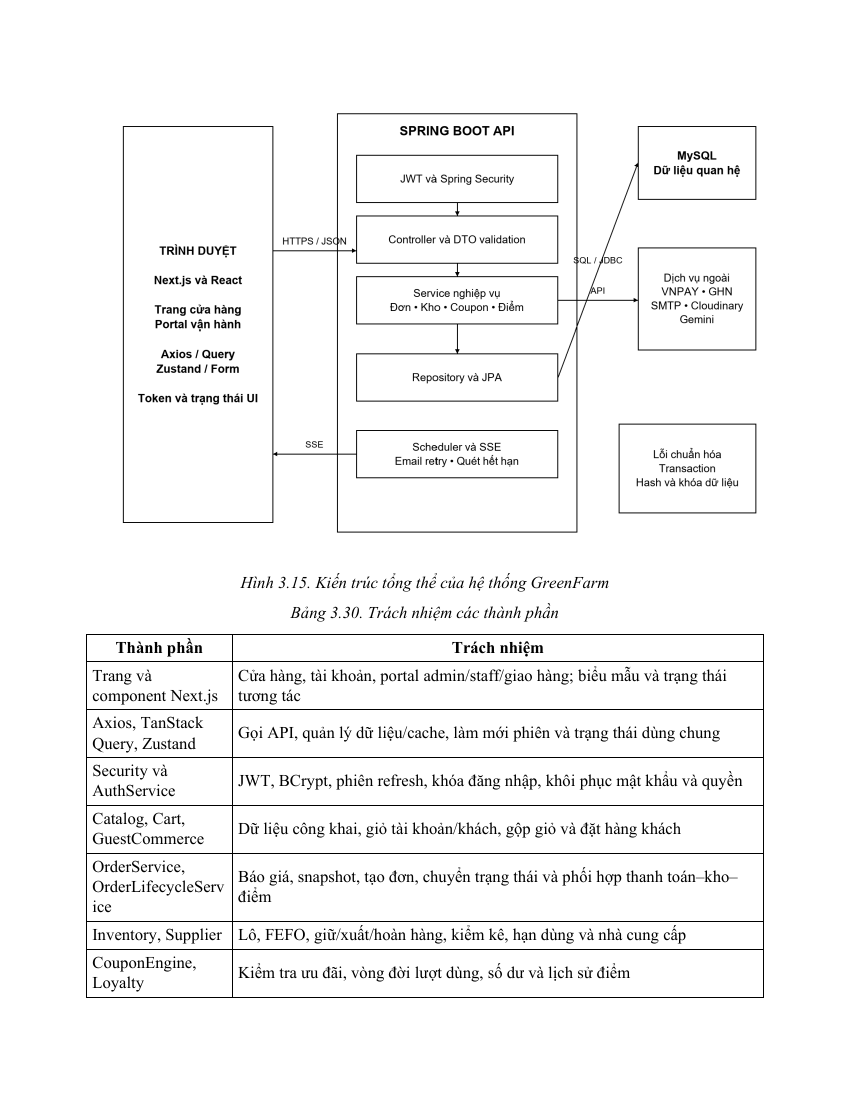 TRÌNH DUYỆT
Next.js và React
Trang cửa hàng
Portal vận hành
Axios / Query
Zustand / Form
Token và trạng thái UI
HTTPS / JSON
SSE
SPRING BOOT API
JWT và Spring Security
Controller và DTO validation
Service nghiệp vụ
Đơn • Kho • Coupon • Điểm
Repository và JPA
Scheduler và SSE
Email retry • Quét hết hạn
SQL / JDBC
API
MySQL
Dữ liệu quan hệ
Dịch vụ ngoài
VNPAY • GHN
SMTP • Cloudinary
Gemini
Lỗi chuẩn hóa
Transaction
Hash và khóa dữ liệu
Hình 3.15. Kiến trúc tổng thể của hệ thống GreenFarm
Bảng 3.30. Trách nhiệm các thành phần
Thành phần
Trách nhiệm
Trang và
component Next.js
Cửa hàng, tài khoản, portal admin/staff/giao hàng; biểu mẫu và trạng thái
tương tác
Axios, TanStack
Query, Zustand
Gọi API, quản lý dữ liệu/cache, làm mới phiên và trạng thái dùng chung
Security và
AuthService
JWT, BCrypt, phiên refresh, khóa đăng nhập, khôi phục mật khẩu và quyền
Catalog, Cart,
GuestCommerce
Dữ liệu công khai, giỏ tài khoản/khách, gộp giỏ và đặt hàng khách
OrderService,
OrderLifecycleServ
ice
Báo giá, snapshot, tạo đơn, chuyển trạng thái và phối hợp thanh toán–kho–
điểm
Inventory, Supplier
Lô, FEFO, giữ/xuất/hoàn hàng, kiểm kê, hạn dùng và nhà cung cấp
CouponEngine,
Loyalty
Kiểm tra ưu đãi, vòng đời lượt dùng, số dư và lịch sử điểm